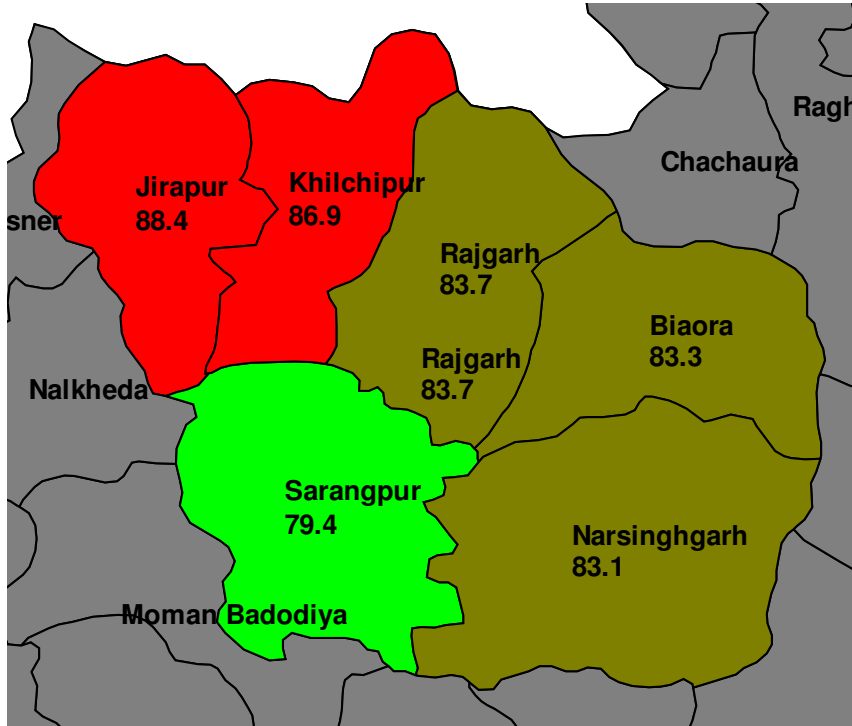 Ragh
Chachaura
Jirapur
88.4
Khilchipur
86.9
sner
Rajgarh
83.7
Biaora
83.3
Rajgarh
83.7
Nalkheda
Sarangpur
79.4
Narsinghgarh
83.1
Moman Badodiya